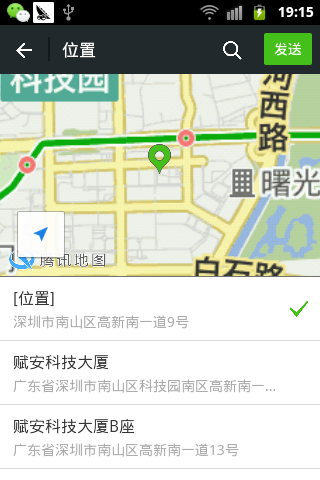 19:15
位置
发送
科技园
河西路
曙光
腾讯地图
白石路
[位置]
深圳市南山区高新南一道9号
赋安科技大厦
广东省深圳市南山区科技园南区高新南一...
赋安科技大厦B座
广东省深圳市南山区高新南一道13号